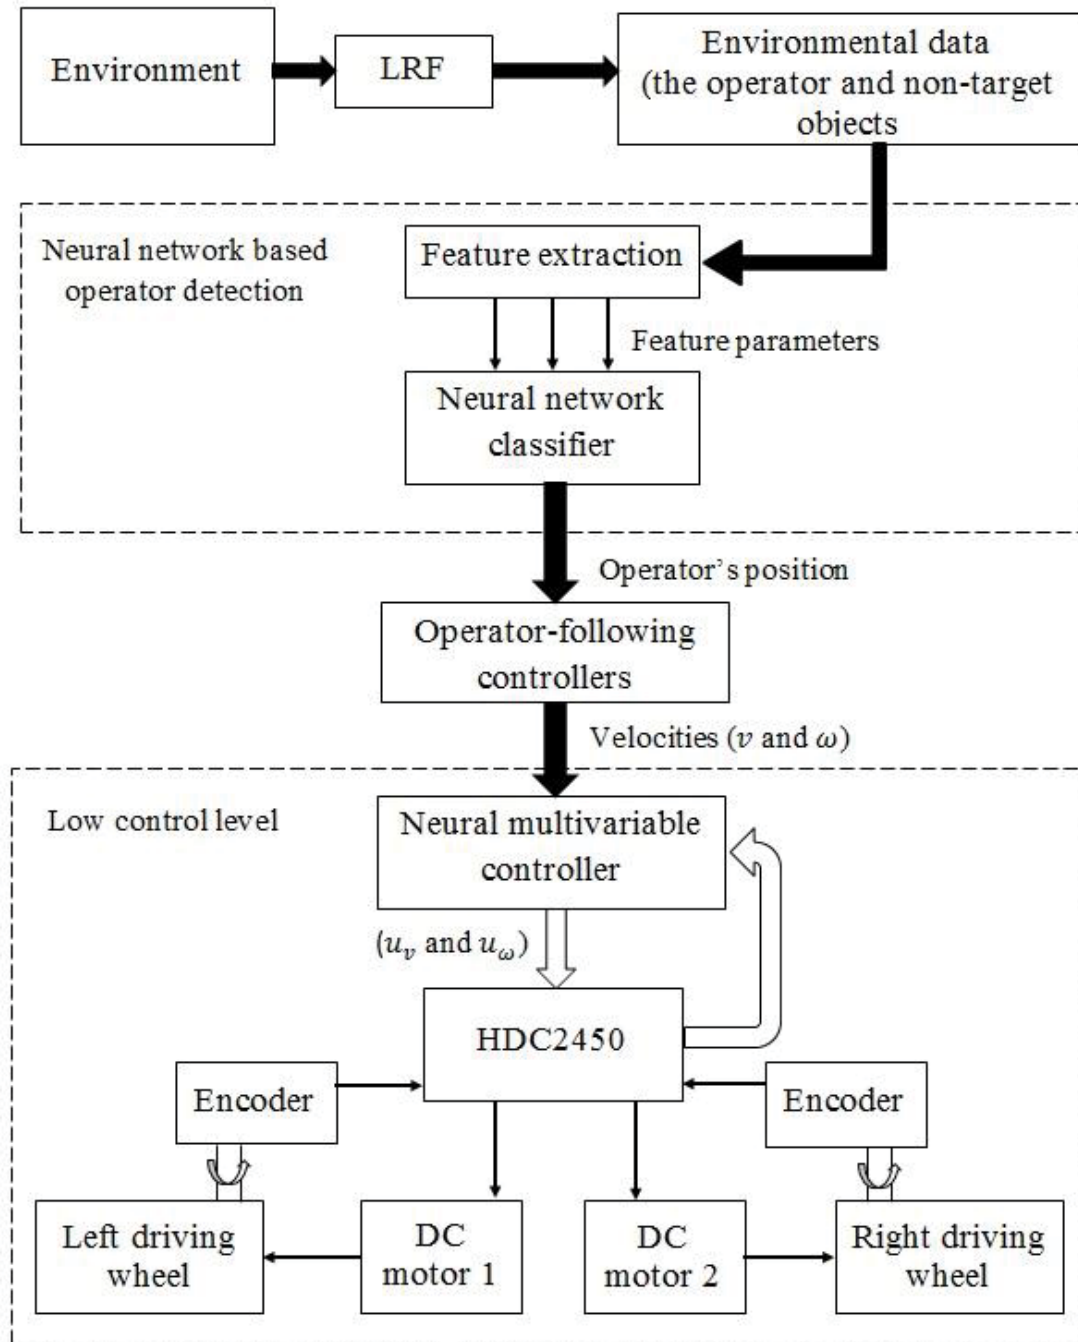 Environment
LRF
Environmental data
(the operator and non-target
objects
Neural network based
operator detection
Feature extraction
Feature parameters
Neural network
classifier
Operator’s position
Operator-following
controllers
Velocities (v and ω)
Low control level
Neural multivariable
controller
(u_v and u_ω)
HDC2450
Encoder
Encoder
Left driving
wheel
DC
motor 1
DC
motor 2
Right driving
wheel